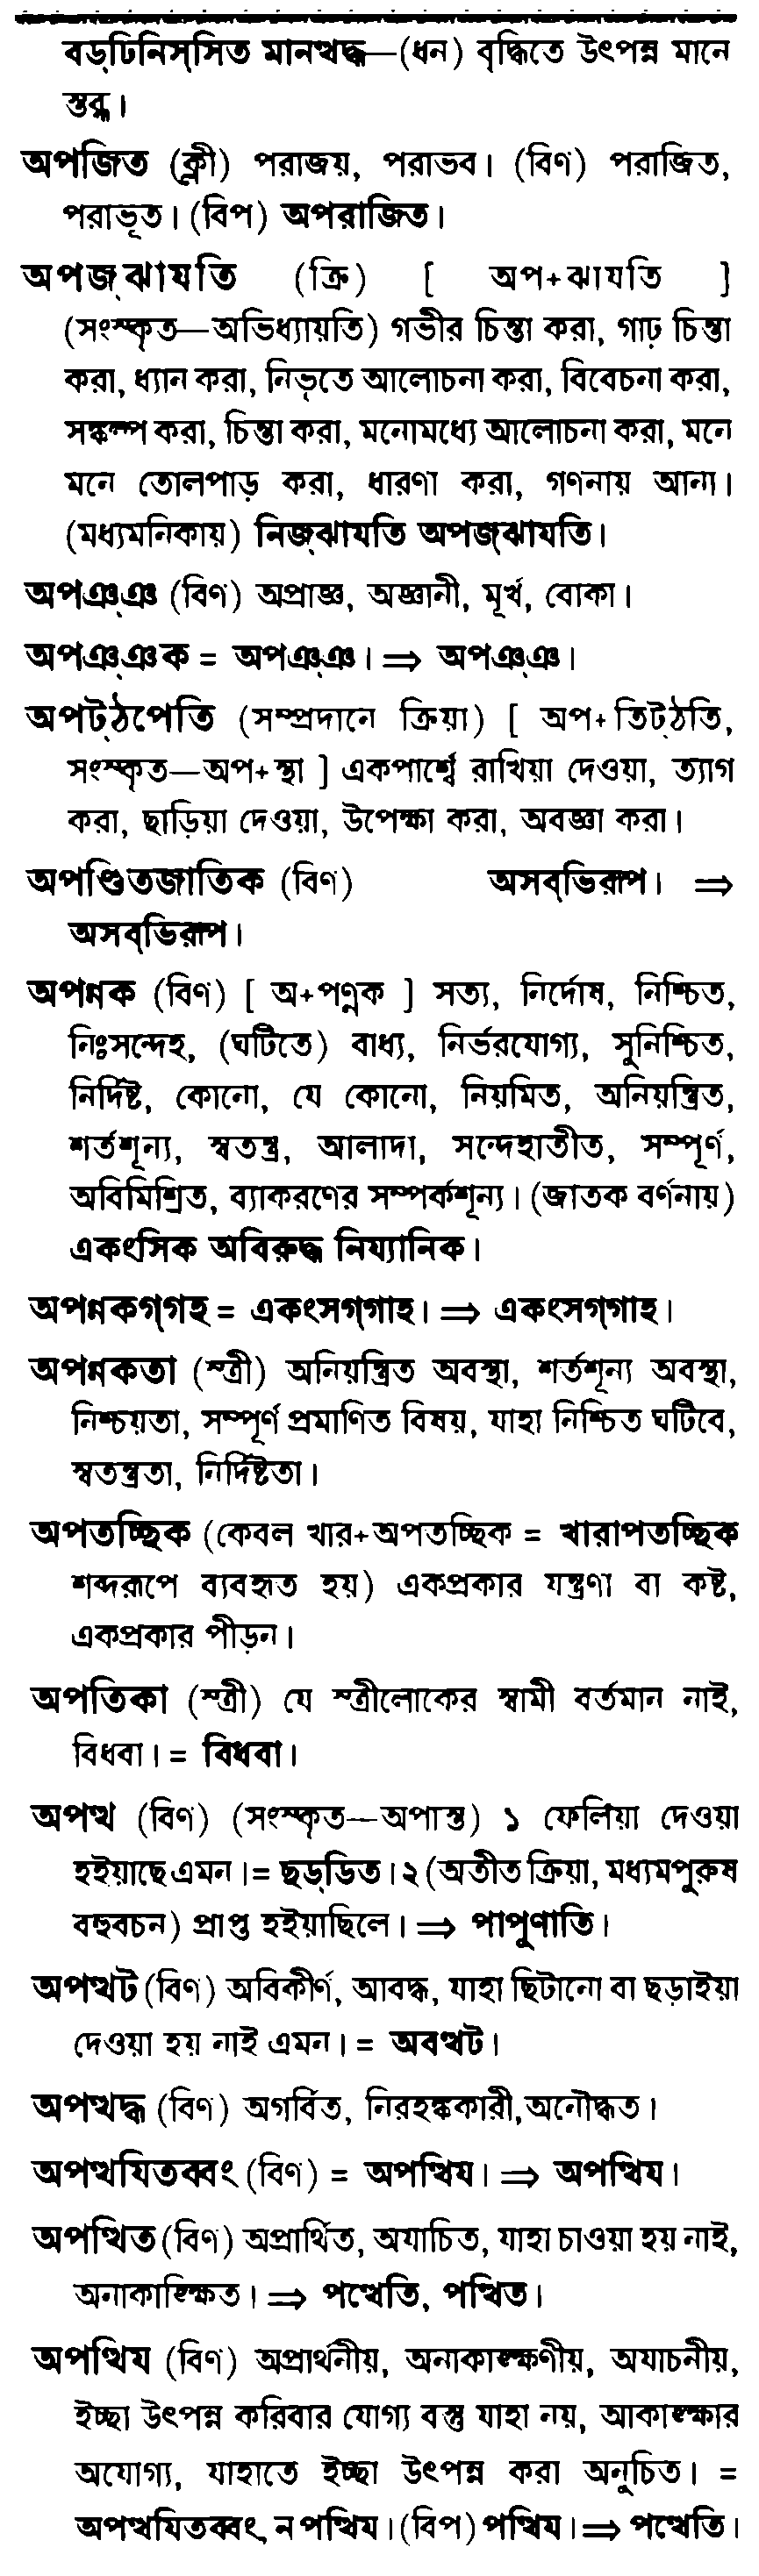 বড্ঢিনিস্সিত মানত্থদ্ধ—(ধন) বৃদ্ধিতে উৎপন্ন মানে
স্তব্ধ।
অপজিত (ক্লী) পরাজয়, পরাভব। (বিণ) পরাজিত,
পরাভূত। (বিপ) অপরাজিত।
অপজ্ঝাযতি (ক্রি) [ অপ+ঝাযতি ]
(সংস্কৃত—অভিধ্যায়তি) গভীর চিন্তা করা, গাঢ় চিন্তা
করা, ধ্যান করা, নিভৃতে আলোচনা করা, বিবেচনা করা,
সঙ্কল্প করা, চিন্তা করা, মনোমধ্যে আলোচনা করা, মনে
মনে তোলপাড় করা, ধারণা করা, গণনায় আনা।
(মধ্যমনিকায়) নিজ্ঝাযতি অপজ্ঝাযতি।
অপঞ্ঞ (বিণ) অপ্রাজ্ঞ, অজ্ঞানী, মূর্খ, বোকা।
অপঞ্ঞক = অপঞ্ঞ। ⇒ অপঞ্ঞ।
অপট্ঠপেতি (সম্প্রদানে ক্রিয়া) [ অপ+তিট্ঠতি,
সংস্কৃত—অপ+স্থা ] একপার্শ্বে রাখিয়া দেওয়া, ত্যাগ
করা, ছাড়িয়া দেওয়া, উপেক্ষা করা, অবজ্ঞা করা।
অপণ্ডিতজাতিক (বিণ) অসব্ভিরূপ। ⇒
অসব্ভিরূপ।
অপণ্ণক (বিণ) [ অ+পণ্ণক ] সত্য, নির্দোষ, নিশ্চিত,
নিঃসন্দেহ, (ঘটিতে) বাধ্য, নির্ভরযোগ্য, সুনিশ্চিত,
নির্দিষ্ট, কোনো, যে কোনো, নিয়মিত, অনিয়ন্ত্রিত,
শর্তশূন্য, স্বতন্ত্র, আলাদা, সন্দেহাতীত, সম্পূর্ণ,
অবিমিশ্রিত, ব্যাকরণের সম্পর্কশূন্য। (জাতক বর্ণনায়)
একংসিক অবিরুদ্ধ নিয্যানিক।
অপণ্ণকগ্গহ = একংসগ্গাহ। ⇒ একংসগ্গাহ।
অপণ্ণকতা (স্ত্রী) অনিয়ন্ত্রিত অবস্থা, শর্তশূন্য অবস্থা,
নিশ্চয়তা, সম্পূর্ণ প্রমাণিত বিষয়, যাহা নিশ্চিত ঘটিবে,
স্বতন্ত্রতা, নির্দিষ্টতা।
অপতচ্ছিক (কেবল খার+অপতচ্ছিক = খারাপতচ্ছিক
শব্দরূপে ব্যবহৃত হয়) একপ্রকার যন্ত্রণা বা কষ্ট,
একপ্রকার পীড়ন।
অপতিকা (স্ত্রী) যে স্ত্রীলোকের স্বামী বর্তমান নাই,
বিধবা। = বিধবা।
অপত্থ (বিণ) (সংস্কৃত—অপাস্ত) ১ ফেলিয়া দেওয়া
হইয়াছে এমন। = ছড্ডিত। ২ (অতীত ক্রিয়া, মধ্যমপুরুষ
বহুবচন) প্রাপ্ত হইয়াছিলে। ⇒ পাপুণাতি।
অপত্থট (বিণ) অবিকীর্ণ, আবদ্ধ, যাহা ছিটানো বা ছড়াইয়া
দেওয়া হয় নাই এমন। = অবত্থট।
অপত্থদ্ধ (বিণ) অগর্বিত, নিরহঙ্ককারী, অনৌদ্ধত।
অপত্থযিতব্বং (বিণ) = অপত্থিয। ⇒ অপত্থিয।
অপত্থিত (বিণ) অপ্রার্থিত, অযাচিত, যাহা চাওয়া হয় নাই,
অনাকাঙ্ক্ষিত। ⇒ পত্থেতি, পত্থিত।
অপত্থিয (বিণ) অপ্রার্থনীয়, অনাকাঙ্ক্ষণীয়, অযাচনীয়,
ইচ্ছা উৎপন্ন করিবার যোগ্য বস্তু যাহা নয়, আকাঙ্ক্ষার
অযোগ্য, যাহাতে ইচ্ছা উৎপন্ন করা অনুচিত। =
অপত্থযিতব্বং, ন পত্থিয। (বিপ) পত্থিয। ⇒ পত্থেতি।